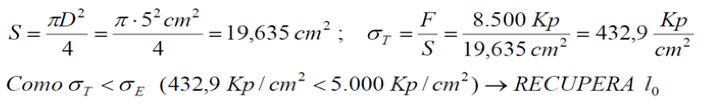 S = πD²/4 = π · 5² cm²/4 = 19,635 cm² ; σ_T = F/S = 8.500 Kp/19,635 cm² = 432,9 Kp/cm²
Como σ_T < σ_E (432,9 Kp/cm² < 5.000 Kp/cm²) → RECUPERA l₀